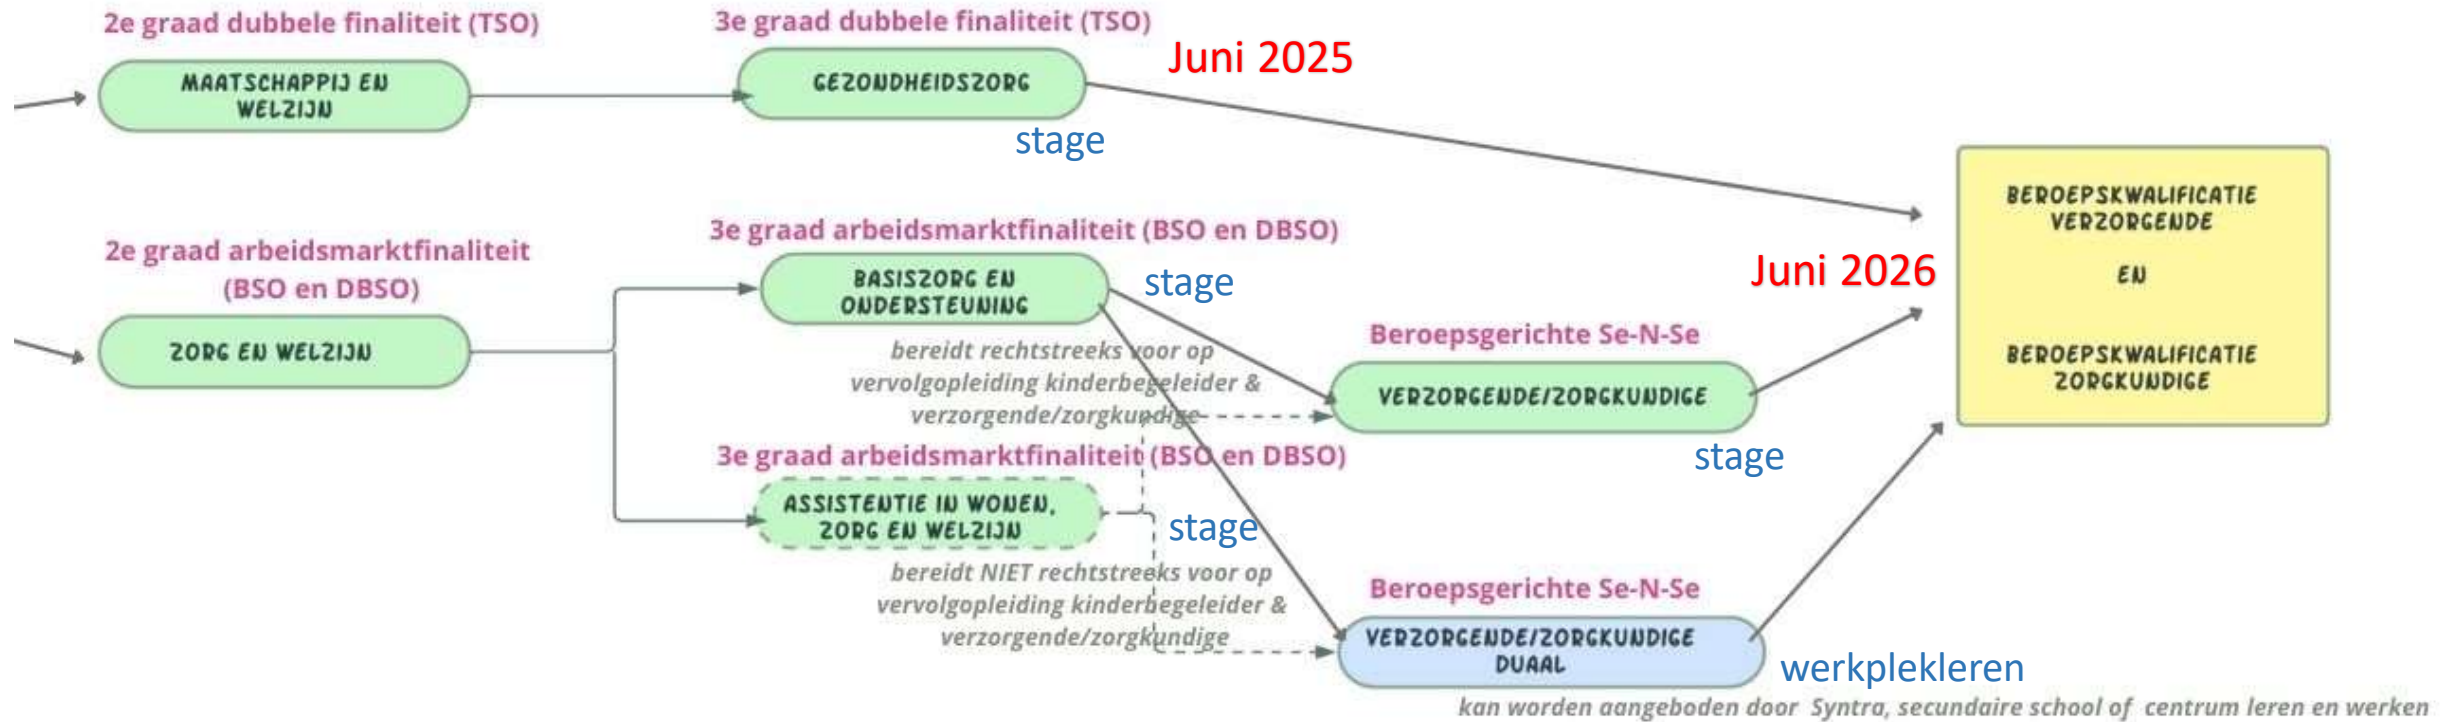 2e graad dubbele finaliteit (TSO)
MAATSCHAPPIJ EN
WELZIJN
3e graad dubbele finaliteit (TSO)
GEZONDHEIDSZORG
Juni 2025
stage
2e graad arbeidsmarktfinaliteit
(BSO en DBSO)
ZORG EN WELZIJN
3e graad arbeidsmarktfinaliteit (BSO en DBSO)
BASISZORG EN
ONDERSTEUNING
stage
bereidt rechtstreeks voor op
vervolgopleiding kinderbegeleider &
verzorgende/zorgkundige
3e graad arbeidsmarktfinaliteit (BSO en DBSO)
ASSISTENTIE IN WONEN,
ZORG EN WELZIJN
stage
bereidt NIET rechtstreeks voor op
vervolgopleiding kinderbegeleider &
verzorgende/zorgkundige
Beroepsgerichte Se-N-Se
VERZORGENDE/ZORGKUNDIGE
stage
Juni 2026
Beroepsgerichte Se-N-Se
VERZORGENDE/ZORGKUNDIGE
DUAAL
werkplekleren
kan worden aangeboden door Syntra, secundaire school of centrum leren en werken
BEROEPSKWALIFICATIE
VERZORGENDE
EN
BEROEPSKWALIFICATIE
ZORGKUNDIGE